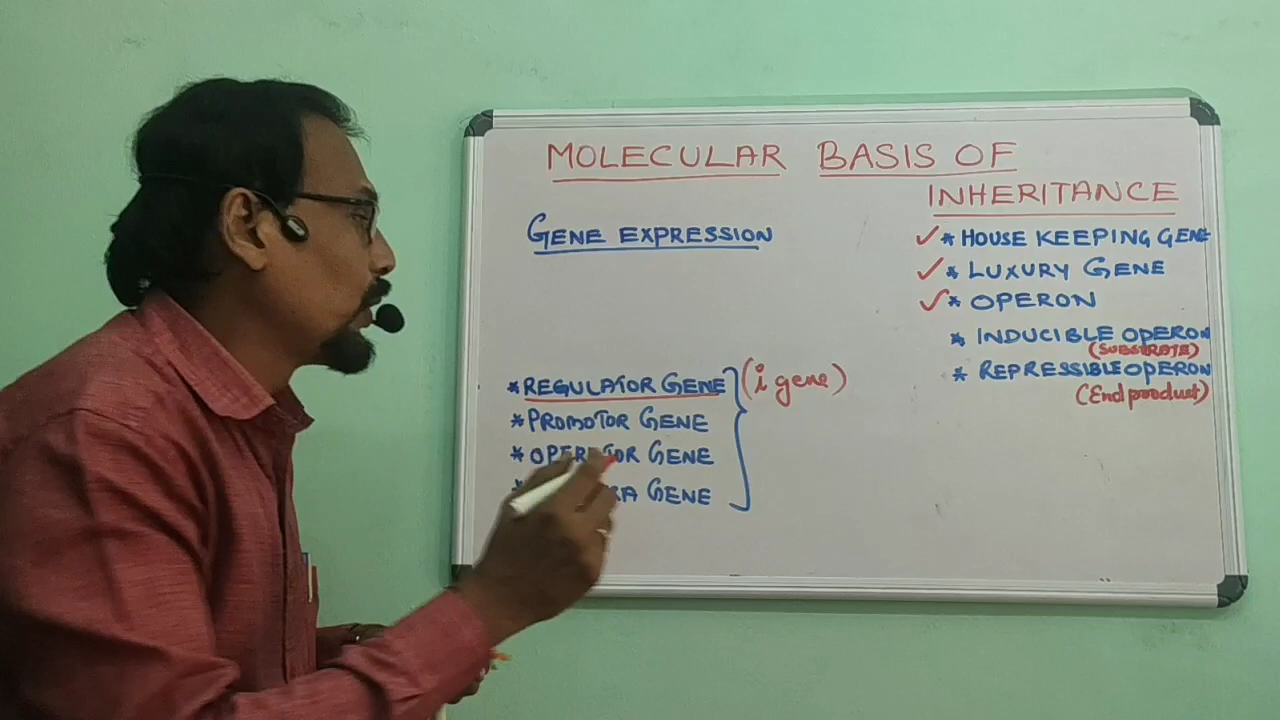 MOLECULAR BASIS OF
INHERITANCE
GENE EXPRESSION
✓ * HOUSE KEEPING GENE
✓ * LUXURY GENE
✓ * OPERON
* INDUCIBLE OPERON
(SUBSTRATE)
* REPRESSIBLE OPERON
(End product)
* REGULATOR GENE (i gene)
* PROMOTOR GENE
* GENE
* GENE